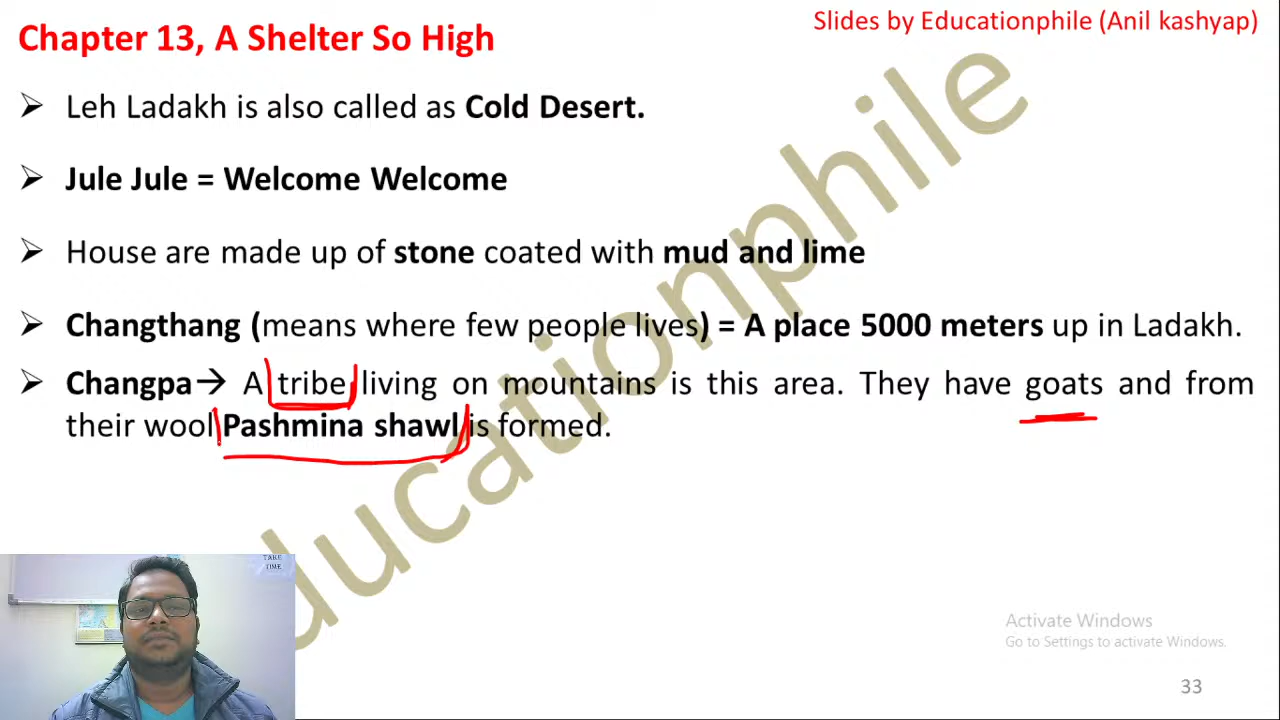 Slides by Educationphile (Anil kashyap)
Chapter 13, A Shelter So High
➤ Leh Ladakh is also called as Cold Desert.
➤ Jule Jule = Welcome Welcome
➤ House are made up of stone coated with mud and lime
➤ Changthang (means where few people lives) = A place 5000 meters up in Ladakh.
➤ Changpa→ A tribe living on mountains is this area. They have goats and from
their wool Pashmina shawl is formed.
Educationphile
TAKE
TIME
Activate Windows
Go to Settings to activate Windows.
33